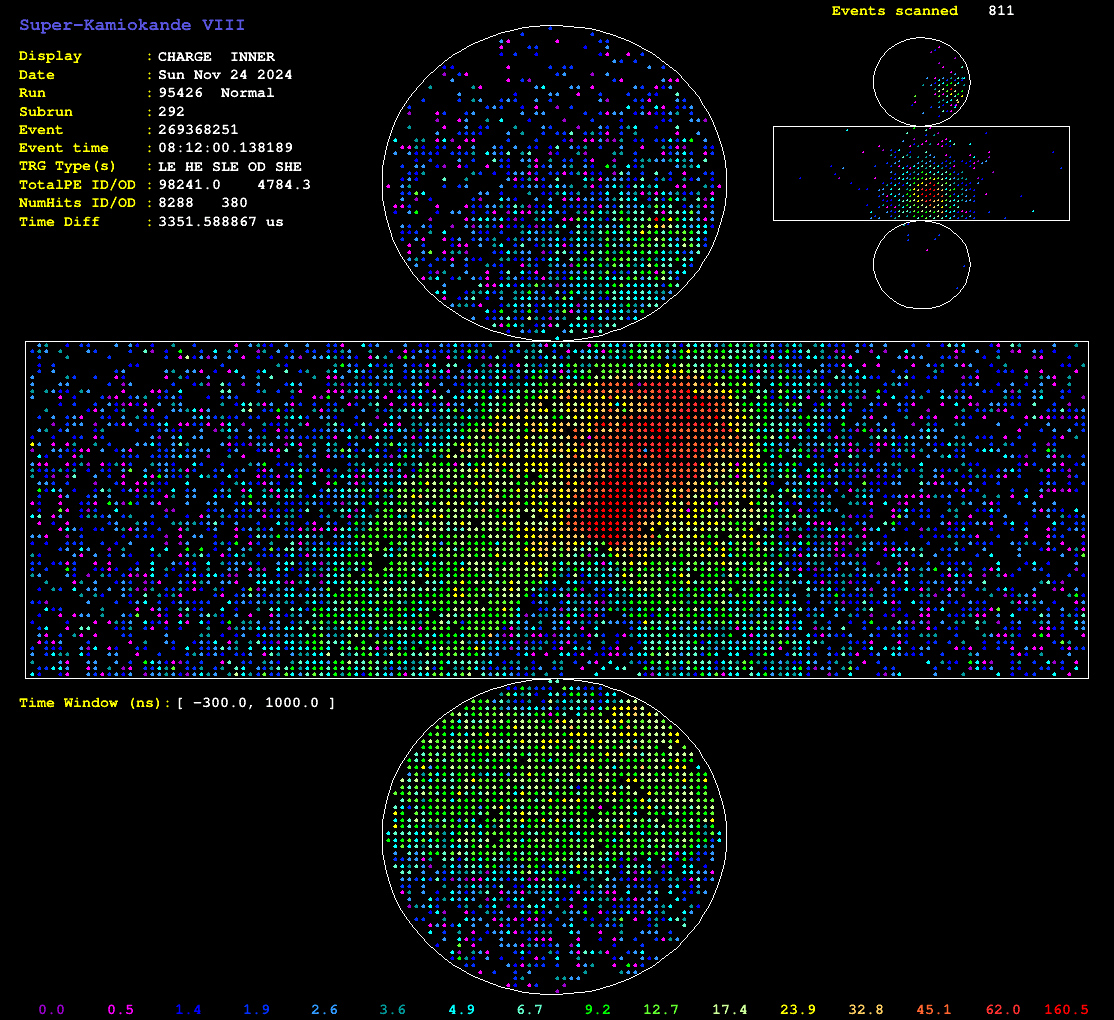 Super-Kamiokande VIII
Events scanned 811
Display : CHARGE INNER
Date : Sun Nov 24 2024
Run : 95426 Normal
Subrun : 292
Event : 269368251
Event time : 08:12:00.138189
TRG Type(s) : LE HE SLE OD SHE
TotalPE ID/OD : 98241.0 4784.3
NumHits ID/OD : 8288 380
Time Diff : 3351.588867 us
Time Window (ns): [ -300.0, 1000.0 ]
0.0 0.5 1.4 1.9 2.6 3.6 4.9 6.7 9.2 12.7 17.4 23.9 32.8 45.1 62.0 160.5